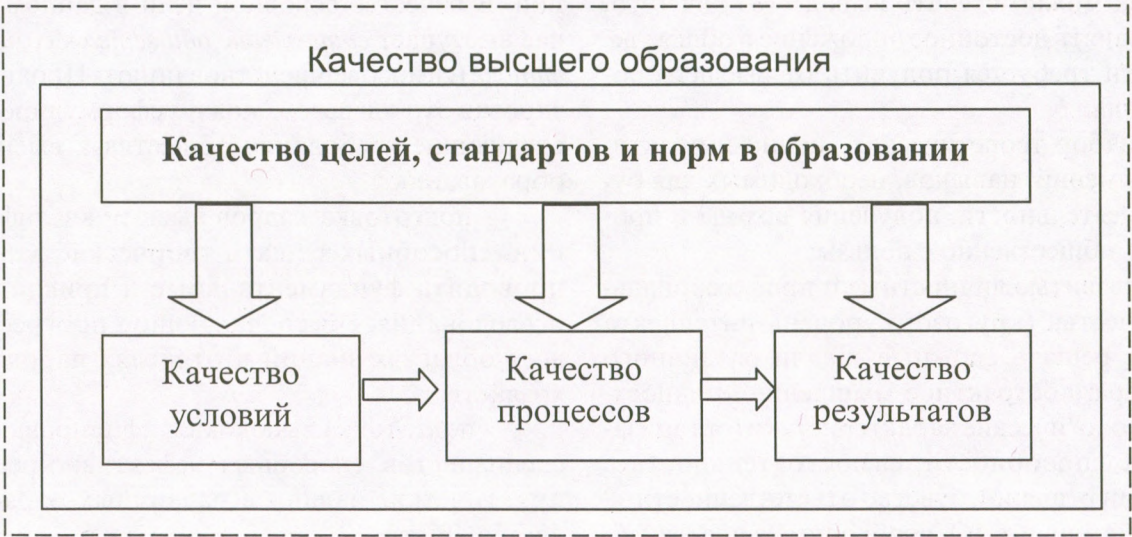 Качество высшего образования
Качество целей, стандартов и норм в образовании
Качество
условий
Качество
процессов
Качество
результатов